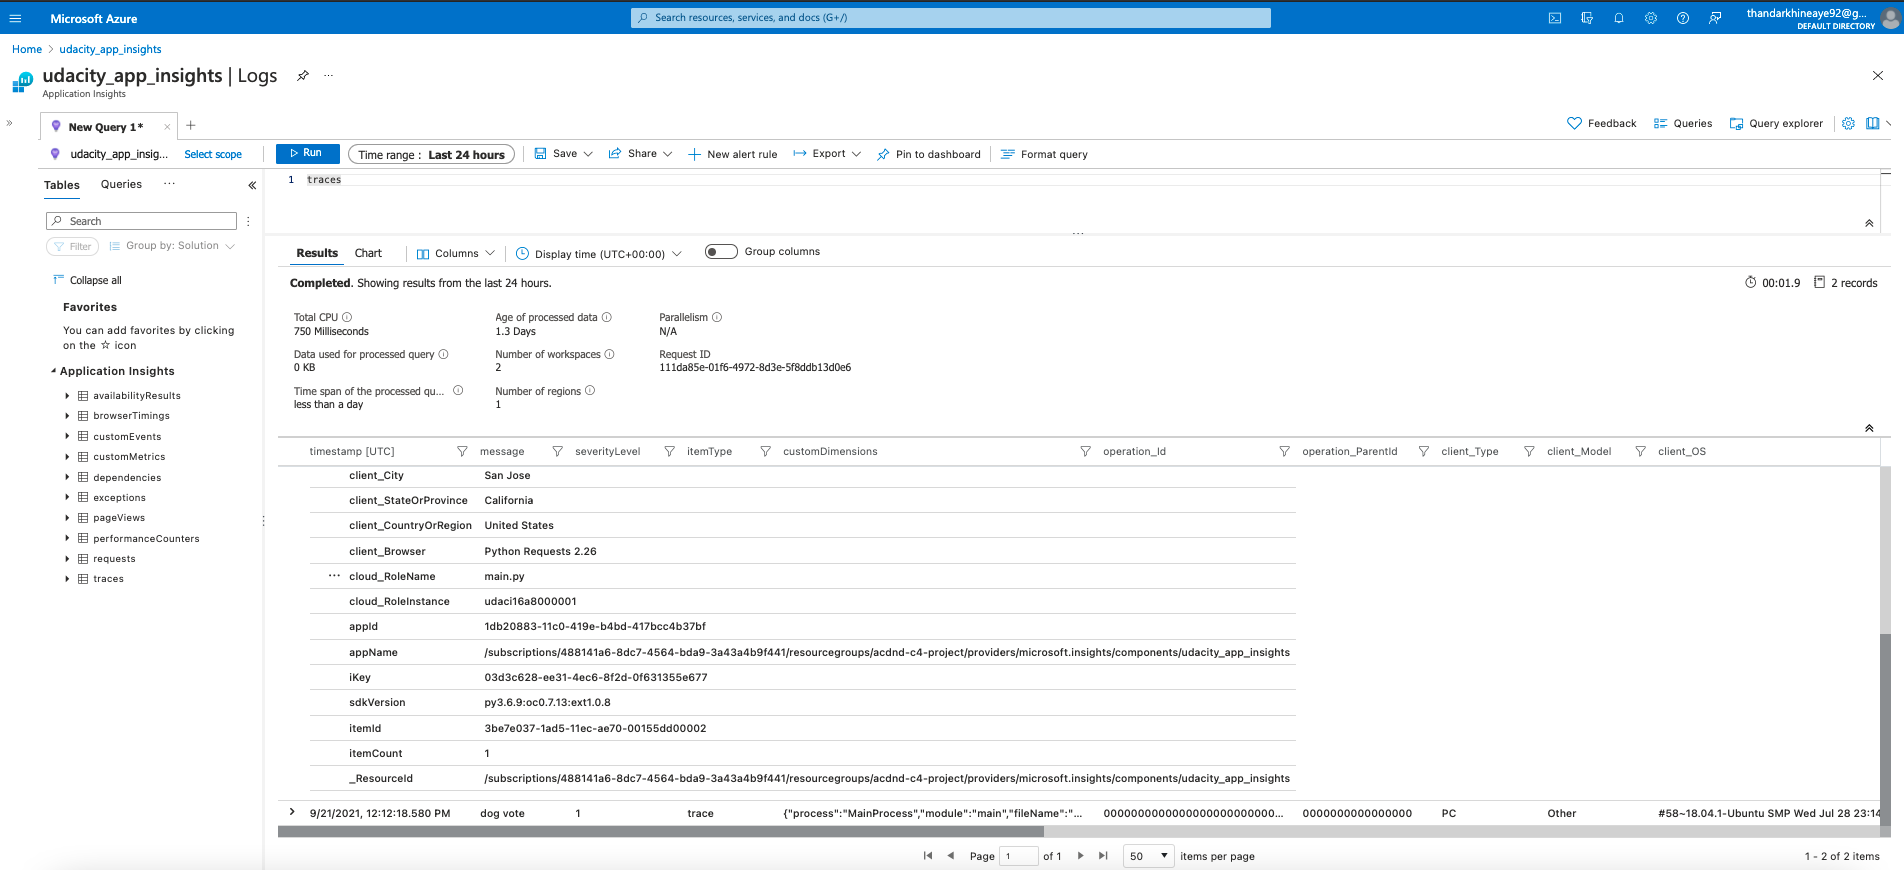 Microsoft Azure
Search resources, services, and docs (G+/)
thandarkhineaye92@g...
DEFAULT DIRECTORY
Home > udacity_app_insights
udacity_app_insights | Logs ...
Application Insights
New Query 1*
Feedback Queries Query explorer
udacity_app_insig... Select scope
Run Time range : Last 24 hours Save Share New alert rule Export Pin to dashboard Format query
Tables Queries ...
1 traces
Search
Filter Group by: Solution
Collapse all
Favorites
You can add favorites by clicking
on the ☆ icon
Application Insights
availabilityResults
browserTimings
customEvents
customMetrics
dependencies
exceptions
pageViews
performanceCounters
requests
traces
Results Chart Columns Display time (UTC+00:00) Group columns
Completed. Showing results from the last 24 hours.
00:01.9 2 records
Total CPU Age of processed data Parallelism
750 Milliseconds 1.3 Days N/A
Data used for processed query Number of workspaces Request ID
0 KB 2 111da85e-01f6-4972-8d3e-5f8ddb13d0e6
Time span of the processed qu... Number of regions
less than a day 1
timestamp [UTC] message severityLevel itemType customDimensions operation_Id operation_ParentId client_Type client_Model client_OS
client_City San Jose
client_StateOrProvince California
client_CountryOrRegion United States
client_Browser Python Requests 2.26
... cloud_RoleName main.py
cloud_RoleInstance udaci16a8000001
appId 1db20883-11c0-419e-b4bd-417bcc4b37bf
appName /subscriptions/488141a6-8dc7-4564-bda9-3a43a4b9f441/resourcegroups/acdnd-c4-project/providers/microsoft.insights/components/udacity_app_insights
iKey 03d3c628-ee31-4ec6-8f2d-0f631355e677
sdkVersion py3.6.9:oc0.7.13:ext1.0.8
itemId 3be7e037-1ad5-11ec-ae70-00155dd00002
itemCount 1
_ResourceId /subscriptions/488141a6-8dc7-4564-bda9-3a43a4b9f441/resourcegroups/acdnd-c4-project/providers/microsoft.insights/components/udacity_app_insights
9/21/2021, 12:12:18.580 PM dog vote 1 trace {"process":"MainProcess","module":"main","fileName":"... 00000000000000000000000000... 0000000000000000 PC Other #58~18.04.1-Ubuntu SMP Wed Jul 28 23:14
Page 1 of 1 50 items per page
1 - 2 of 2 items